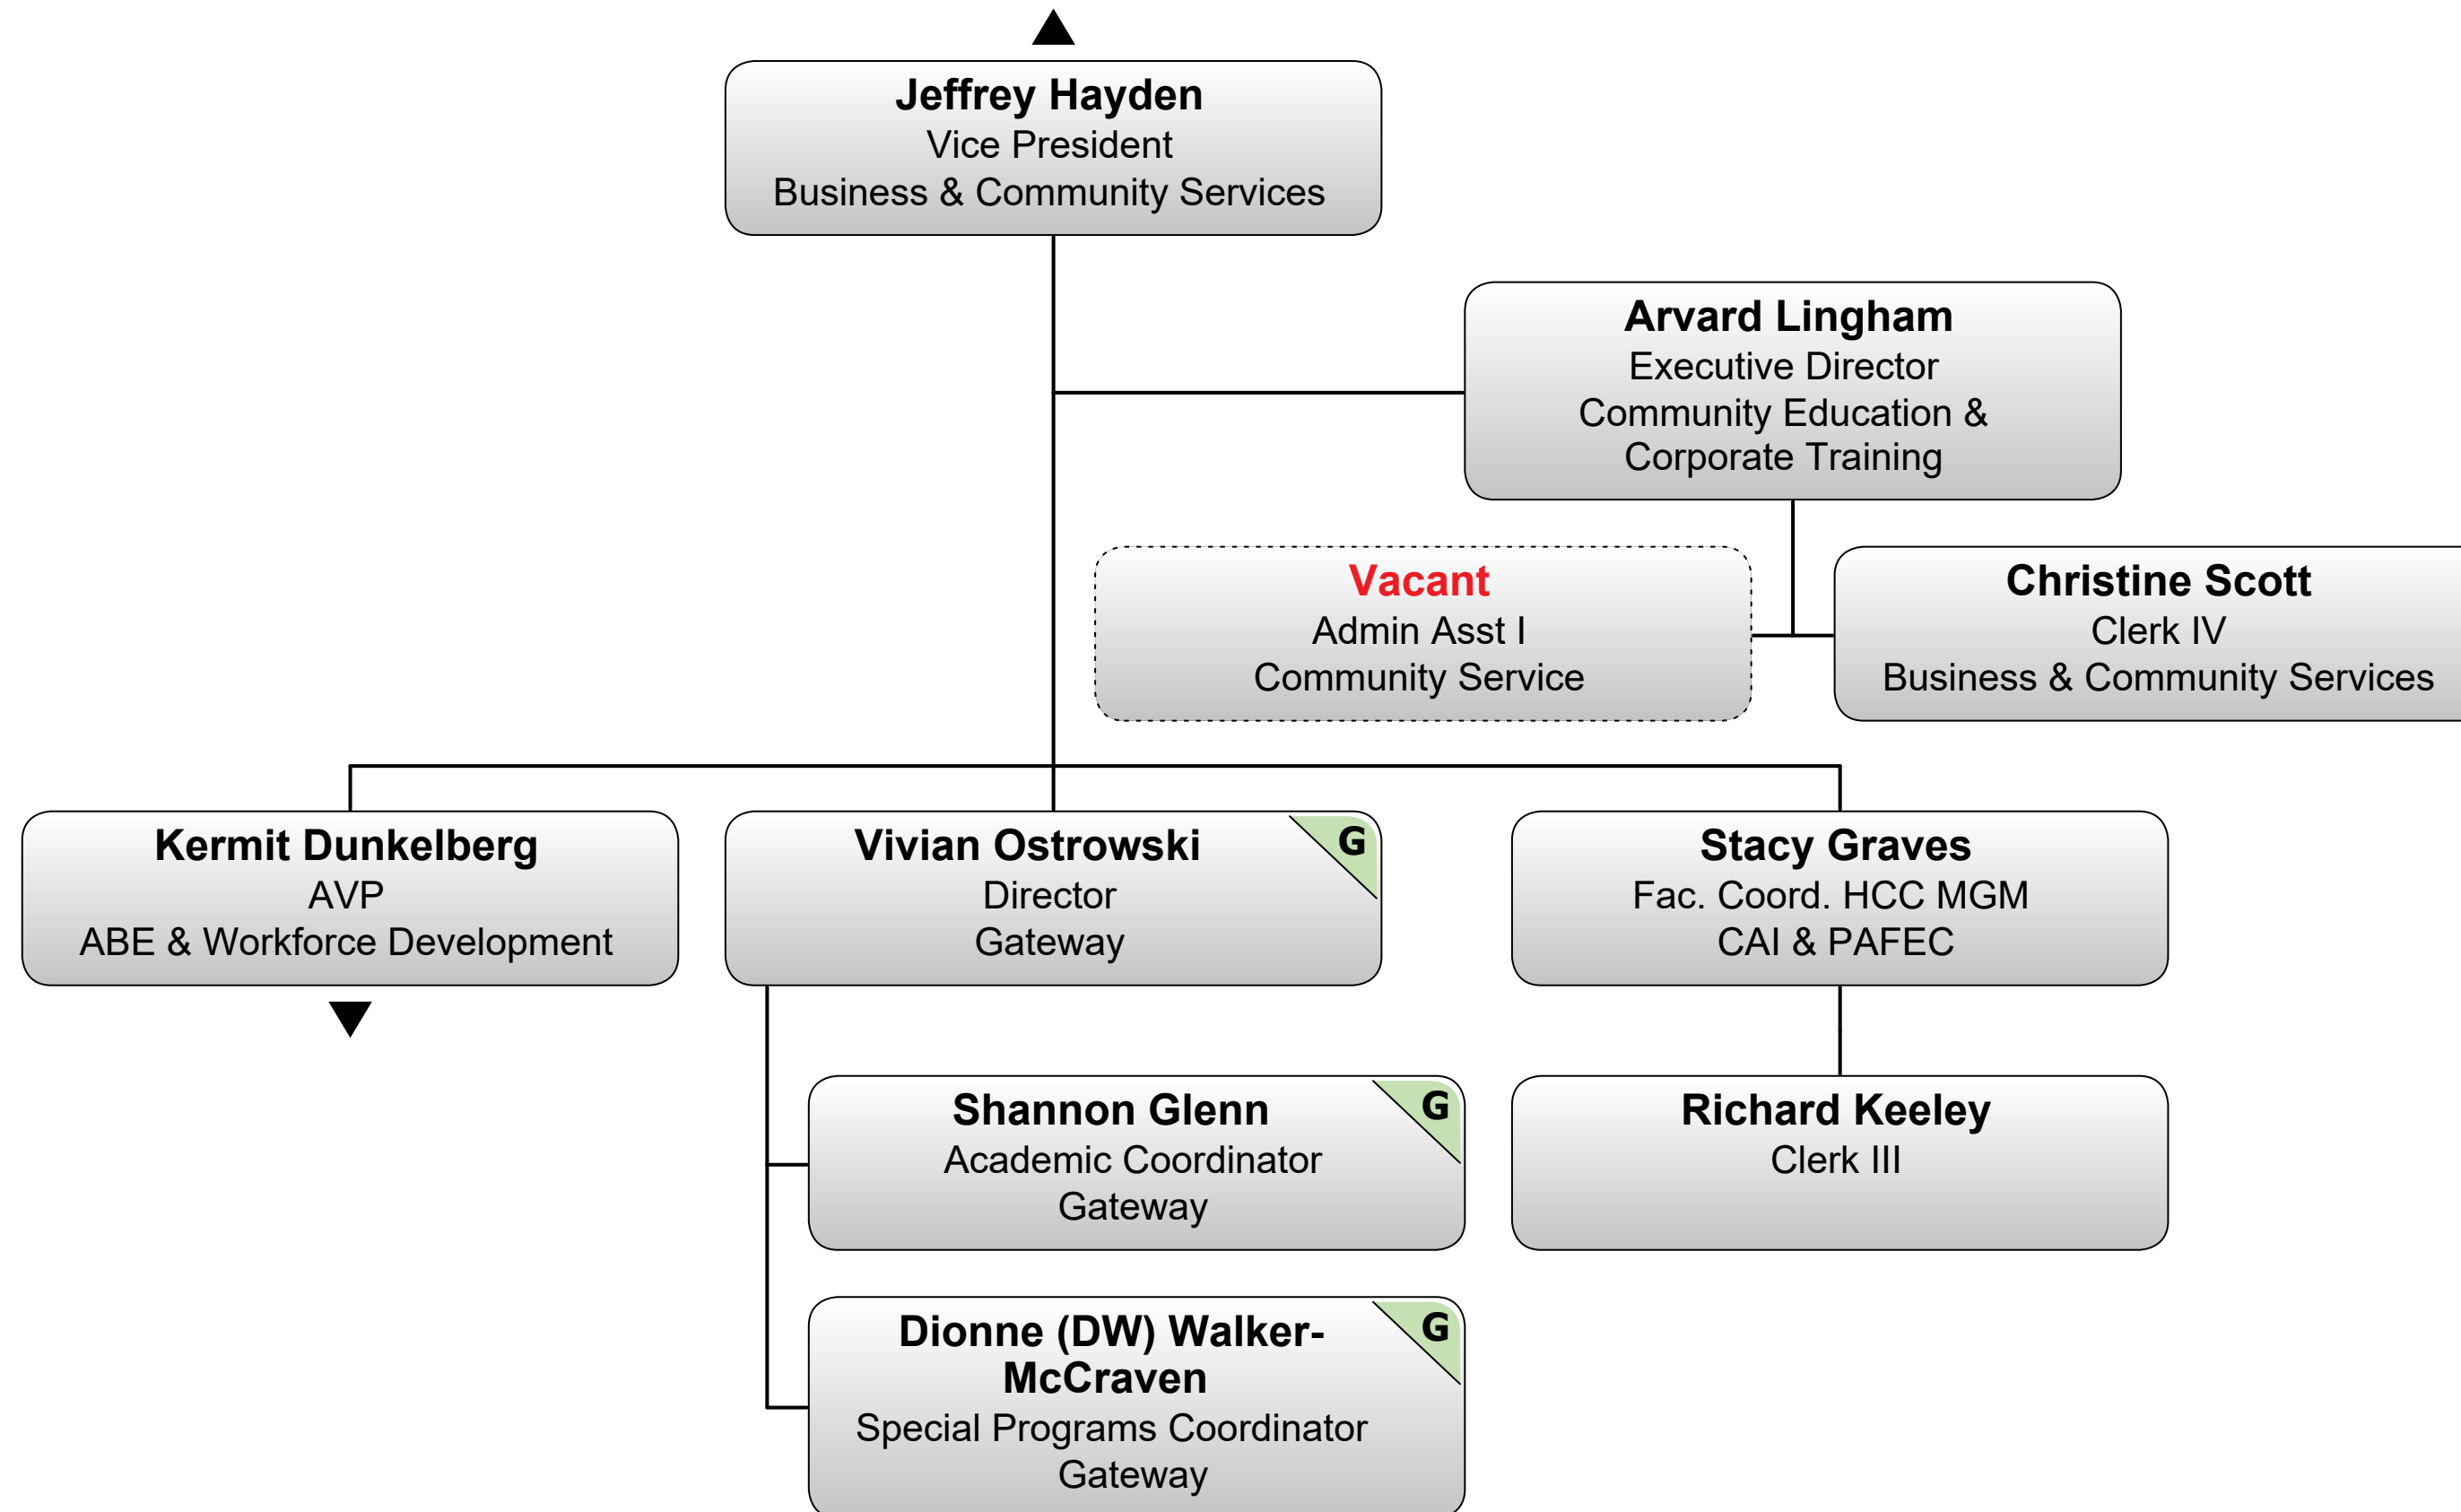 Jeffrey Hayden
Vice President
Business & Community Services
Arvard Lingham
Executive Director
Community Education &
Corporate Training
Vacant
Admin Asst I
Community Service
Christine Scott
Clerk IV
Business & Community Services
Kermit Dunkelberg
AVP
ABE & Workforce Development
Vivian Ostrowski
G
Director
Gateway
Stacy Graves
Fac. Coord. HCC MGM
CAI & PAFEC
Shannon Glenn
G
Academic Coordinator
Gateway
Richard Keeley
Clerk III
Dionne (DW) Walker-
G
McCraven
Special Programs Coordinator
Gateway